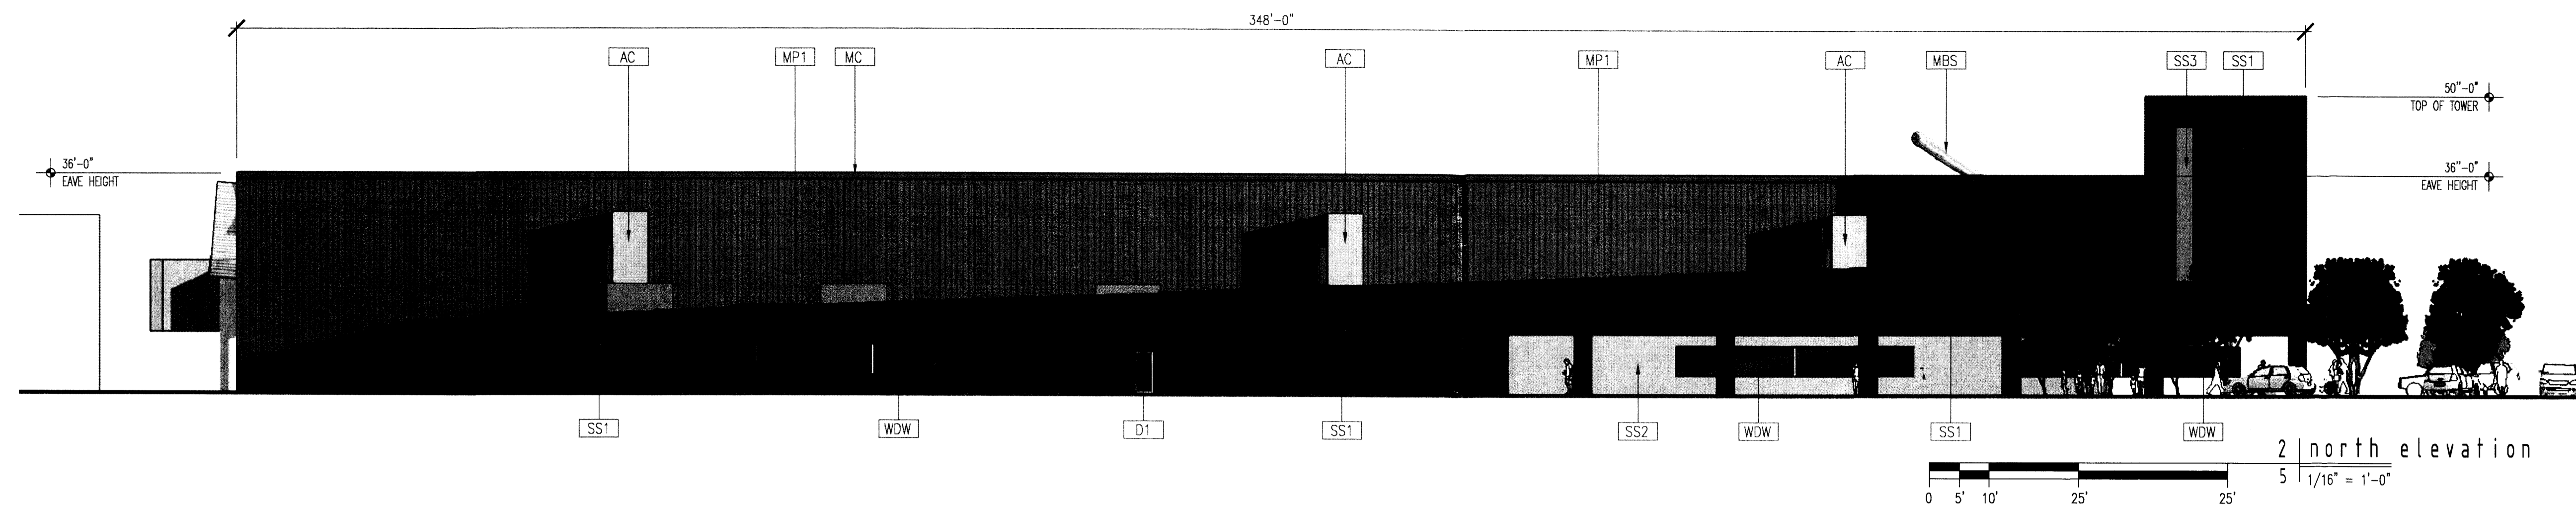 348'-0"
AC MP1 MC AC MP1 AC MBS SS3 SS1
50"-0"
TOP OF TOWER
36'-0"
EAVE HEIGHT
36"-0"
EAVE HEIGHT
SS1 WDW D1 SS1 SS2 WDW SS1 WDW
2 north elevation
5 1/16" = 1'-0"
0 5' 10' 25' 25'